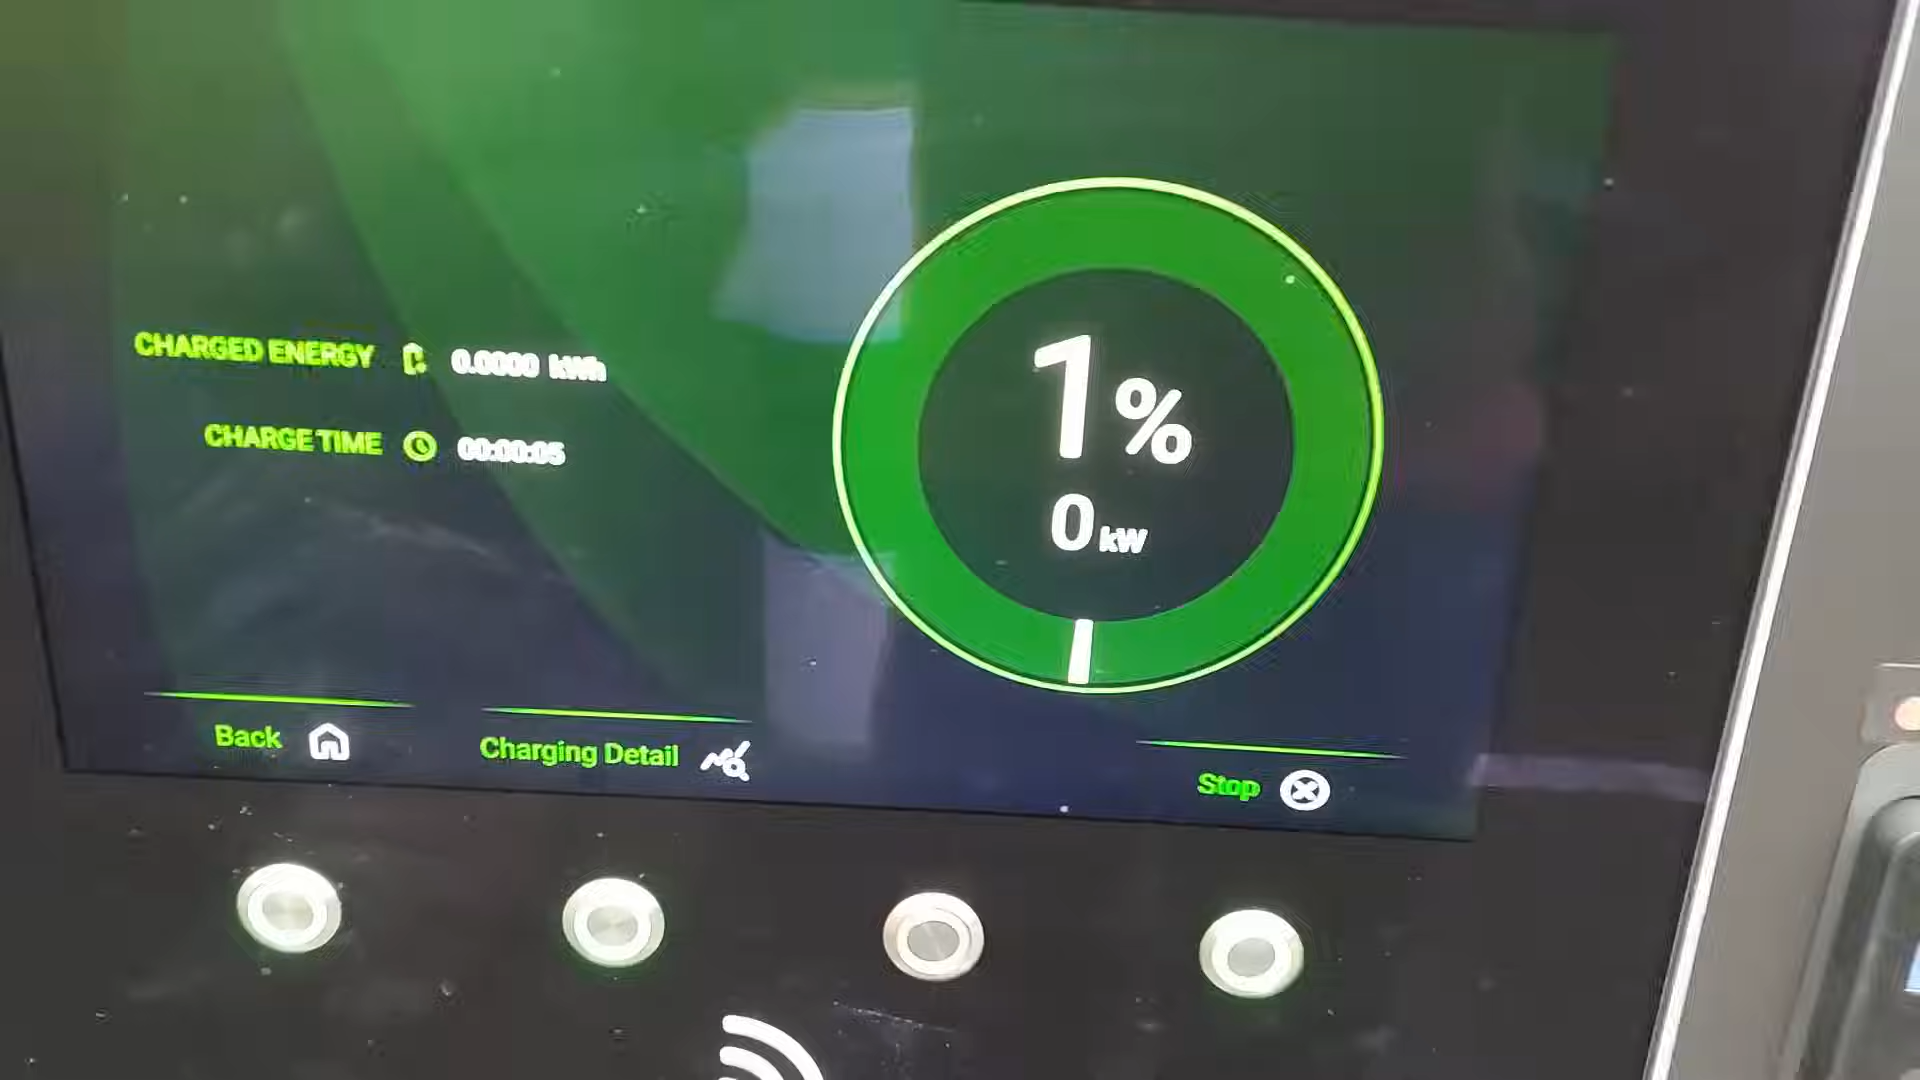 CHARGED ENERGY 0.0000 kWh
CHARGE TIME 00:00:05
1%
0 kW
Back
Charging Detail
Stop